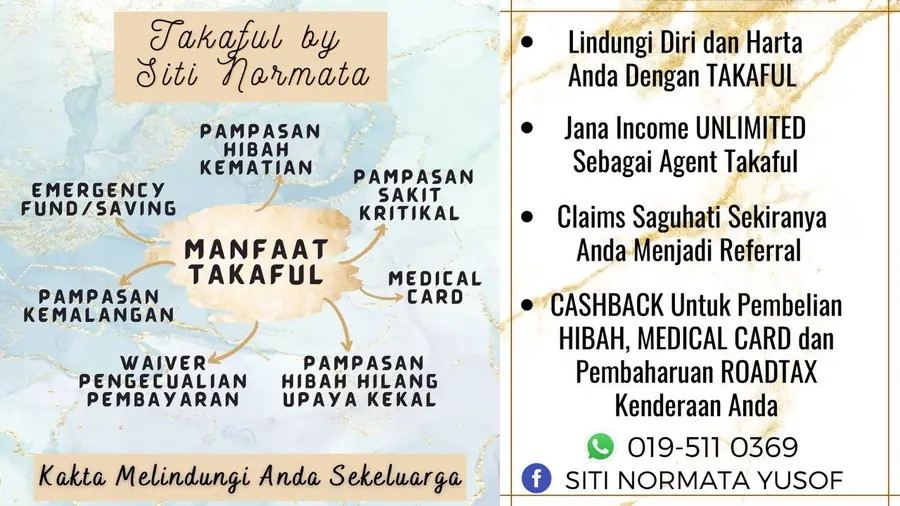 Takaful by
Siti Normata
PAMPASAN
HIBAH
KEMATIAN
EMERGENCY
FUND/SAVING
PAMPASAN
SAKIT
KRITIKAL
MANFAAT
TAKAFUL
MEDICAL
CARD
PAMPASAN
KEMALANGAN
WAIVER
PENGECUALIAN
PEMBAYARAN
PAMPASAN
HIBAH HILANG
UPAYA KEKAL
Kakta Melindungi Anda Sekeluarga
• Lindungi Diri dan Harta
Anda Dengan TAKAFUL
• Jana Income UNLIMITED
Sebagai Agent Takaful
• Claims Saguhati Sekiranya
Anda Menjadi Referral
• CASHBACK Untuk Pembelian
HIBAH, MEDICAL CARD dan
Pembaharuan ROADTAX
Kenderaan Anda
019-511 0369
SITI NORMATA YUSOF